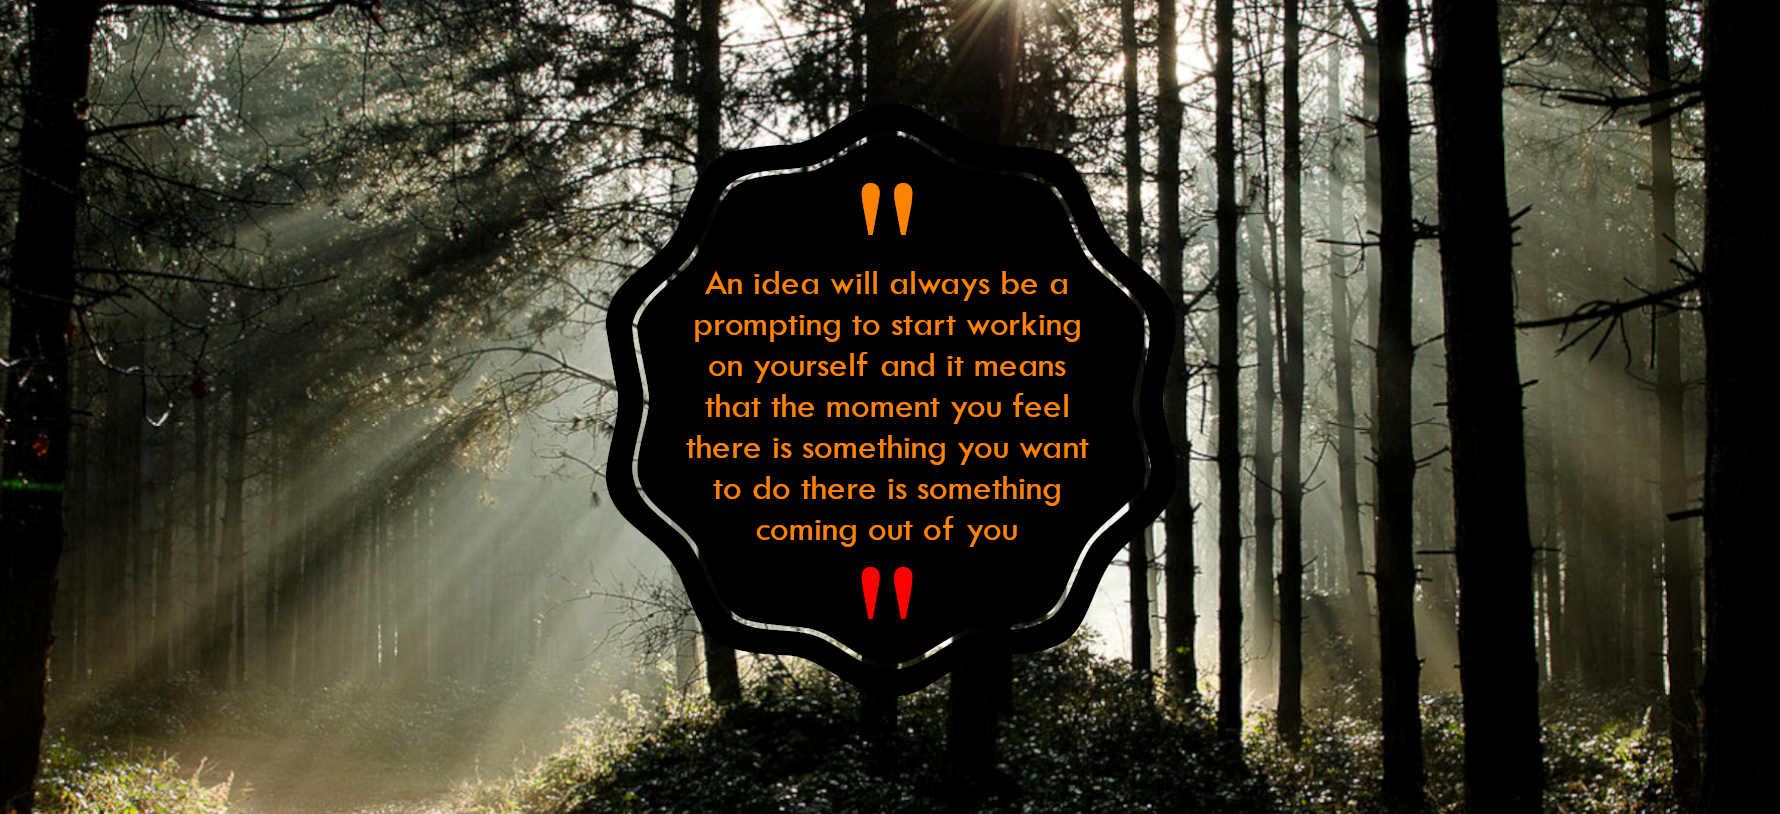 "
An idea will always be a
prompting to start working
on yourself and it means
that the moment you feel
there is something you want
to do there is something
coming out of you
"